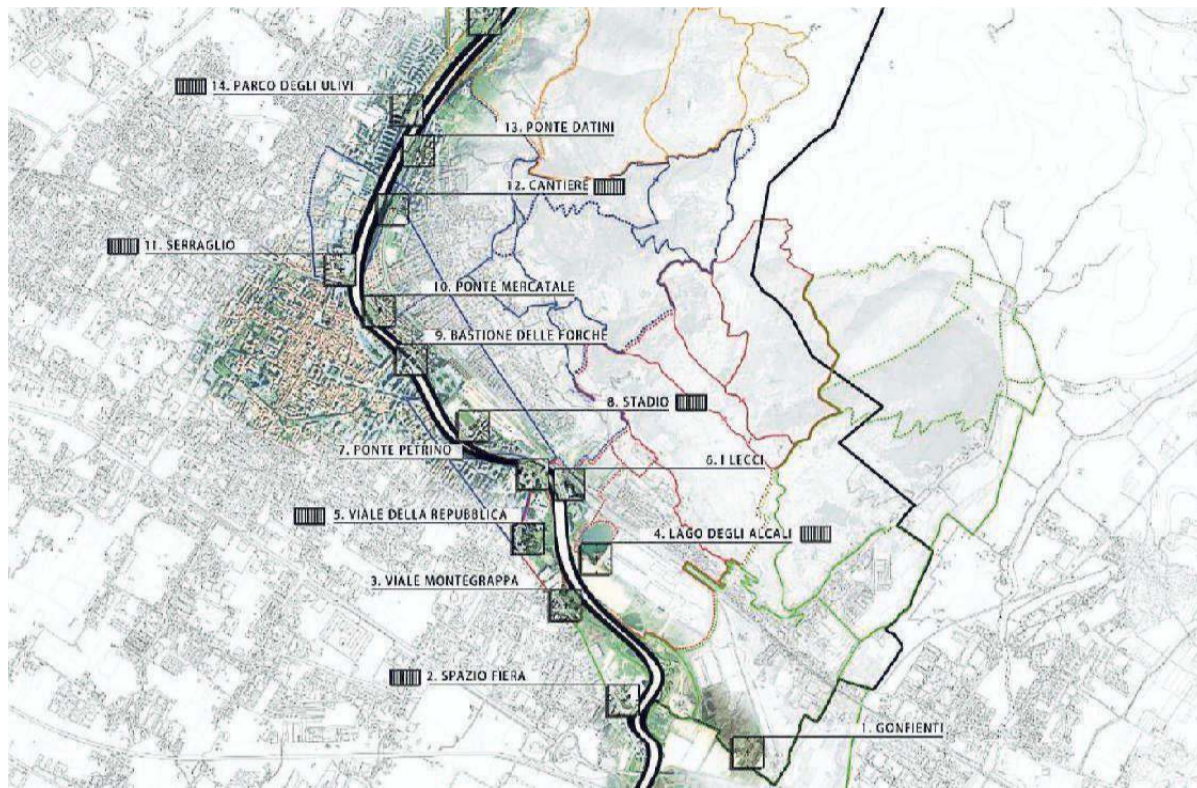 14. PARCO DEGLI ULIVI
13. PONTE DATINI
12. CANTIERE
11. SERRAGLIO
10. PONTE MERCATALE
9. BASTIONE DELLE FORCHE
8. STADIO
7. PONTE PETRINO
6. I LECCI
5. VIALE DELLA REPUBBLICA
4. LAGO DEGLI ALCALI
3. VIALE MONTEGRAPPA
2. SPAZIO FIERA
1. GONFIENTI